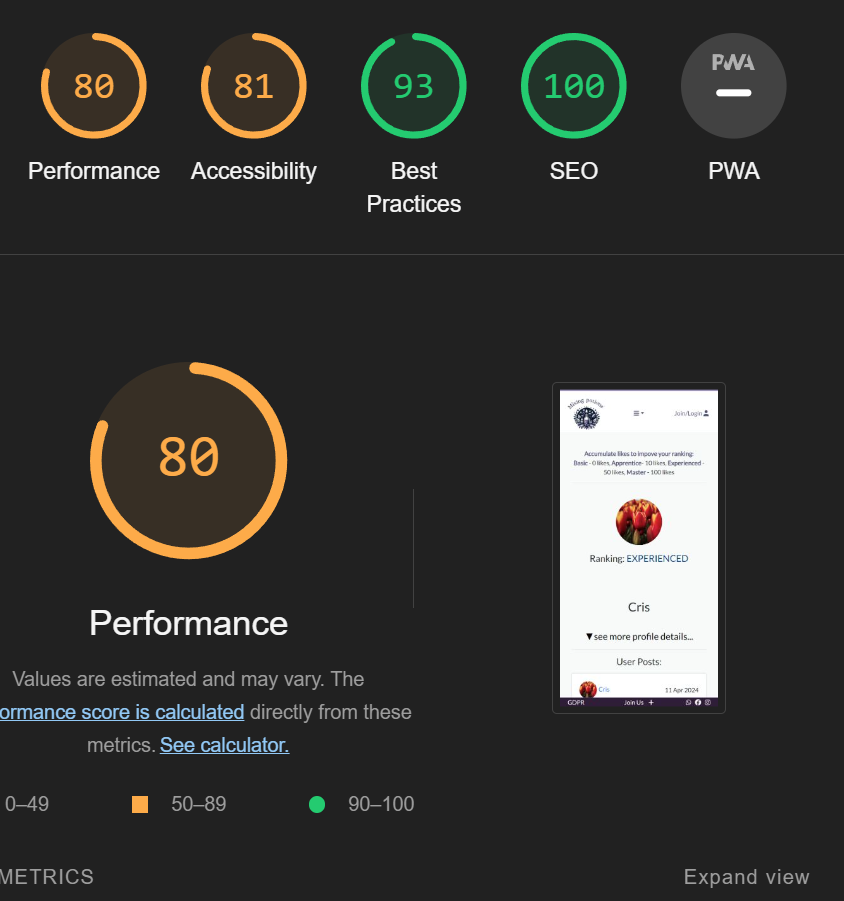 80
81
93
100
PWA
Performance
Accessibility
Best
Practices
SEO
PWA
80
Performance
Values are estimated and may vary. The
ormance score is calculated directly from these
metrics. See calculator.
0–49
50–89
90–100
METRICS
Expand view
Mining purpose
Join/Login
Accumulate likes to impove your ranking:
Basic - 0 likes, Apprentice- 10 likes, Experienced -
50 likes, Master - 100 likes
Ranking: EXPERIENCED
Cris
▼see more profile details...
User Posts:
Cris
11 Apr 2024
GDPR
Join Us +